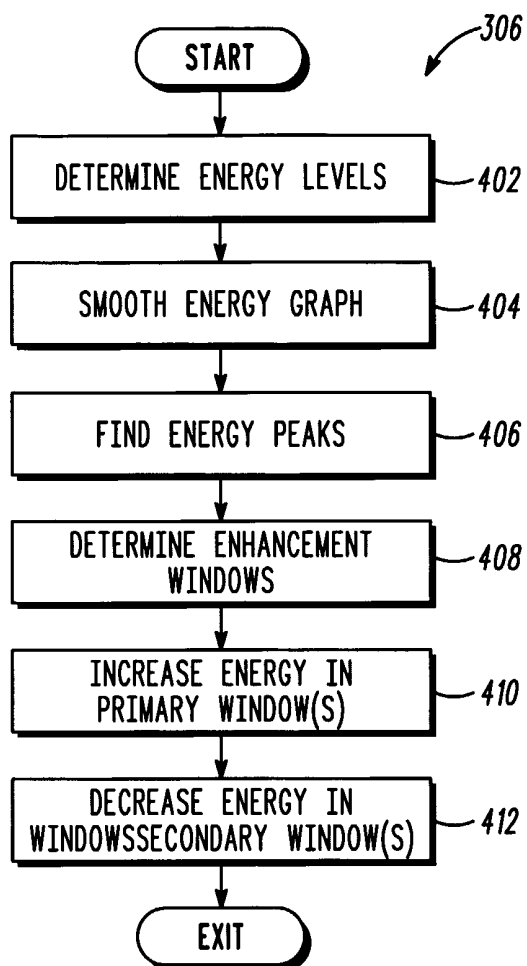 306
START
DETERMINE ENERGY LEVELS
402
SMOOTH ENERGY GRAPH
404
FIND ENERGY PEAKS
406
DETERMINE ENHANCEMENT
WINDOWS
408
INCREASE ENERGY IN
PRIMARY WINDOW(S)
410
DECREASE ENERGY IN
WINDOWSSECONDARY WINDOW(S)
412
EXIT